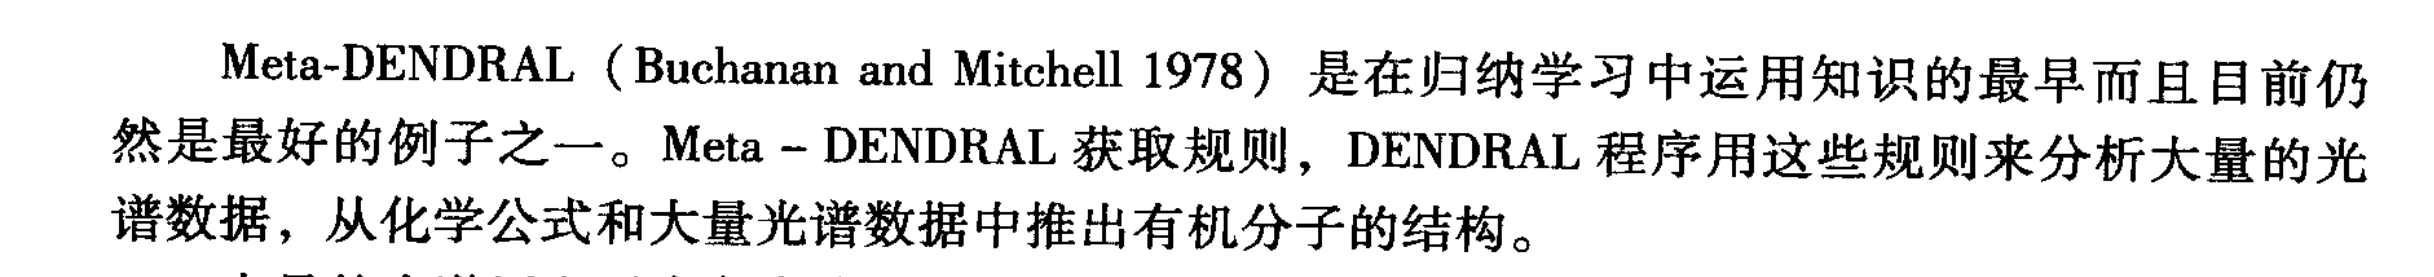 Meta-DENDRAL（Buchanan and Mitchell 1978）是在归纳学习中运用知识的最早而且目前仍
然是最好的例子之一。Meta – DENDRAL 获取规则，DENDRAL 程序用这些规则来分析大量的光
谱数据，从化学公式和大量光谱数据中推出有机分子的结构。